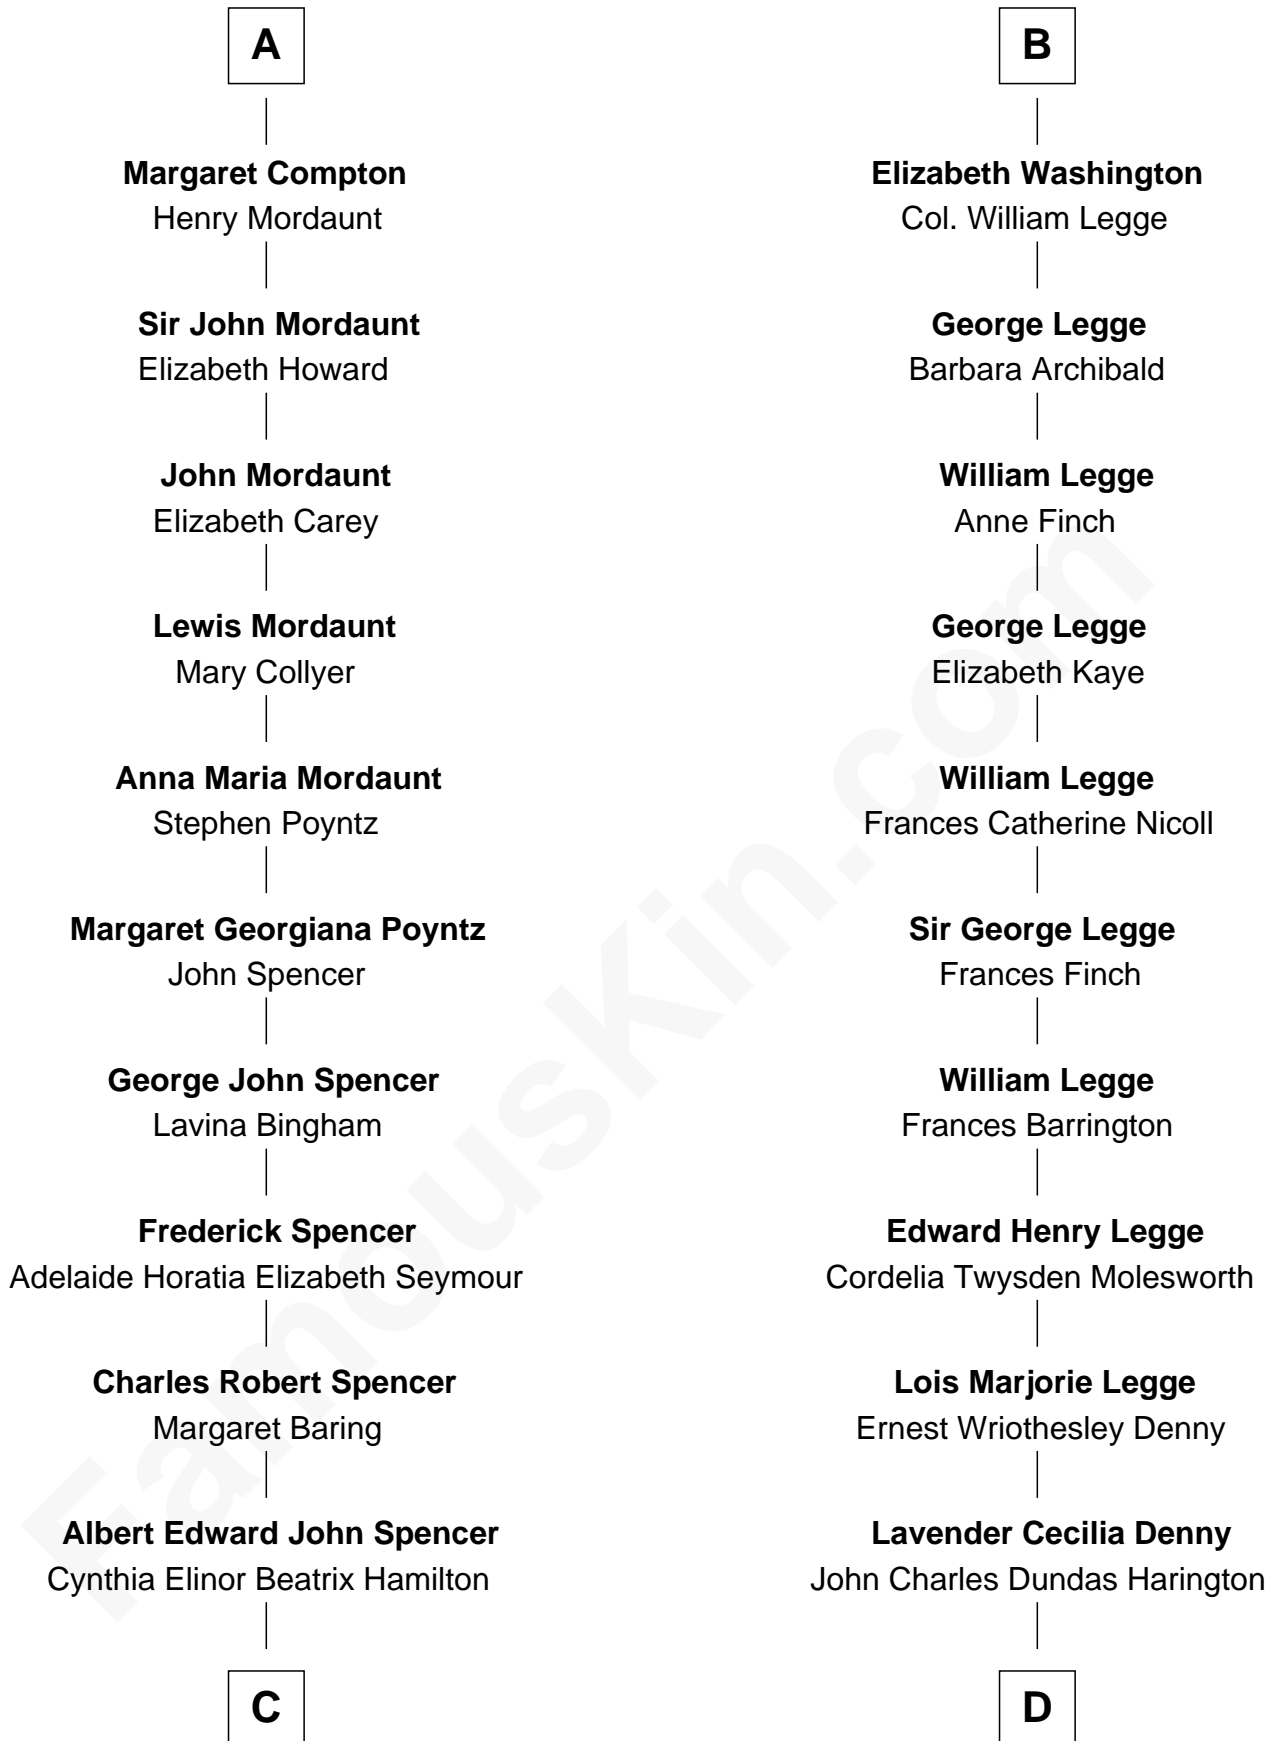 A
Margaret Compton
Henry Mordaunt
Sir John Mordaunt
Elizabeth Howard
John Mordaunt
Elizabeth Carey
Lewis Mordaunt
Mary Collyer
Anna Maria Mordaunt
Stephen Poyntz
Margaret Georgiana Poyntz
John Spencer
George John Spencer
Lavina Bingham
Frederick Spencer
Adelaide Horatia Elizabeth Seymour
Charles Robert Spencer
Margaret Baring
Albert Edward John Spencer
Cynthia Elinor Beatrix Hamilton
C
B
Elizabeth Washington
Col. William Legge
George Legge
Barbara Archibald
William Legge
Anne Finch
George Legge
Elizabeth Kaye
William Legge
Frances Catherine Nicoll
Sir George Legge
Frances Finch
William Legge
Frances Barrington
Edward Henry Legge
Cordelia Twysden Molesworth
Lois Marjorie Legge
Ernest Wriothesley Denny
Lavender Cecilia Denny
John Charles Dundas Harington
D
FamousKin.com